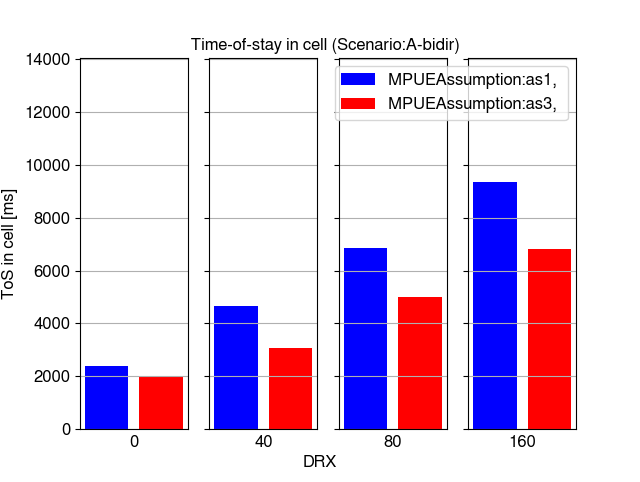 Time-of-stay in cell (Scenario:A-bidir)
MPUEAssumption:as1,
MPUEAssumption:as3,
ToS in cell [ms]
14000
12000
10000
8000
6000
4000
2000
0
0 40 80 160
DRX